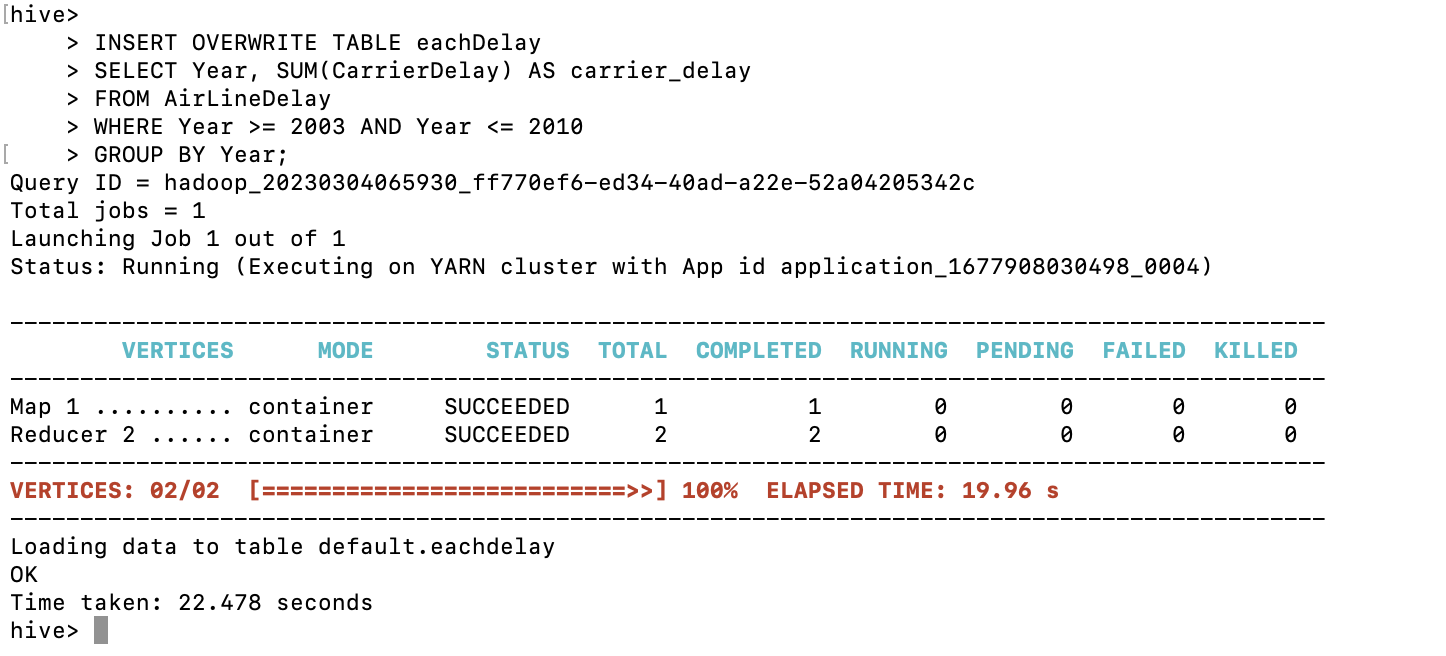 [hive>
    > INSERT OVERWRITE TABLE eachDelay
    > SELECT Year, SUM(CarrierDelay) AS carrier_delay
    > FROM AirLineDelay
    > WHERE Year >= 2003 AND Year <= 2010
[    > GROUP BY Year;
Query ID = hadoop_20230304065930_ff770ef6-ed34-40ad-a22e-52a04205342c
Total jobs = 1
Launching Job 1 out of 1
Status: Running (Executing on YARN cluster with App id application_1677908030498_0004)

----------------------------------------------------------------------------------------------
        VERTICES      MODE        STATUS  TOTAL  COMPLETED  RUNNING  PENDING  FAILED  KILLED
----------------------------------------------------------------------------------------------
Map 1 .......... container     SUCCEEDED      1          1        0        0       0       0
Reducer 2 ...... container     SUCCEEDED      2          2        0        0       0       0
----------------------------------------------------------------------------------------------
VERTICES: 02/02  [==========================>>] 100%  ELAPSED TIME: 19.96 s
----------------------------------------------------------------------------------------------
Loading data to table default.eachdelay
OK
Time taken: 22.478 seconds
hive>